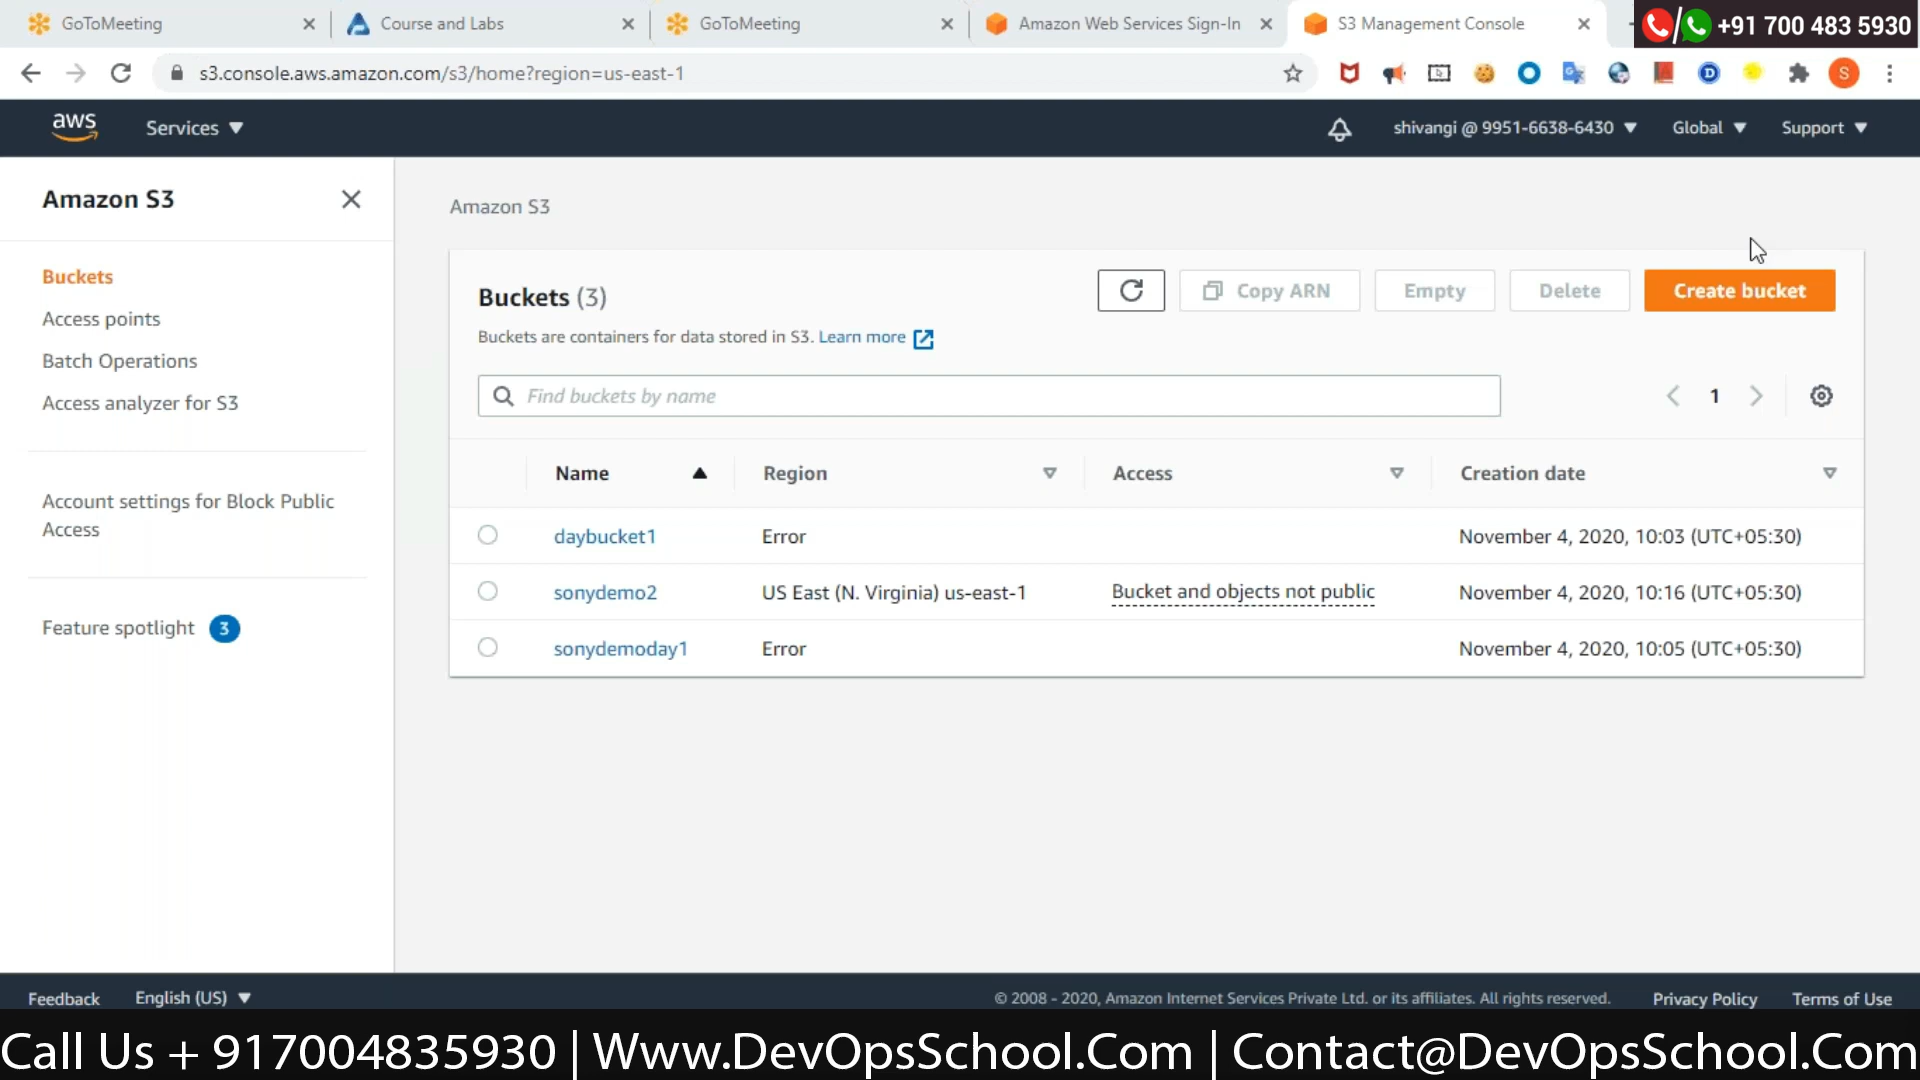 GoToMeeting
Course and Labs
GoToMeeting
Amazon Web Services Sign-In
S3 Management Console
+91 700 483 5930
s3.console.aws.amazon.com/s3/home?region=us-east-1
D
S
aws
Services
shivangi @ 9951-6638-6430
Global
Support
Amazon S3
Buckets
Access points
Batch Operations
Access analyzer for S3
Account settings for Block Public
Access
Feature spotlight 3
Amazon S3
Buckets (3)
Copy ARN
Empty
Delete
Create bucket
Buckets are containers for data stored in S3. Learn more
Find buckets by name
1
Name Region Access Creation date
daybucket1 Error November 4, 2020, 10:03 (UTC+05:30)
sonydemo2 US East (N. Virginia) us-east-1 Bucket and objects not public November 4, 2020, 10:16 (UTC+05:30)
sonydemoday1 Error November 4, 2020, 10:05 (UTC+05:30)
Feedback English (US) © 2008 - 2020, Amazon Internet Services Private Ltd. or its affiliates. All rights reserved. Privacy Policy Terms of Use
Call Us + 917004835930 | Www.DevOpsSchool.Com | Contact@DevOpsSchool.Com